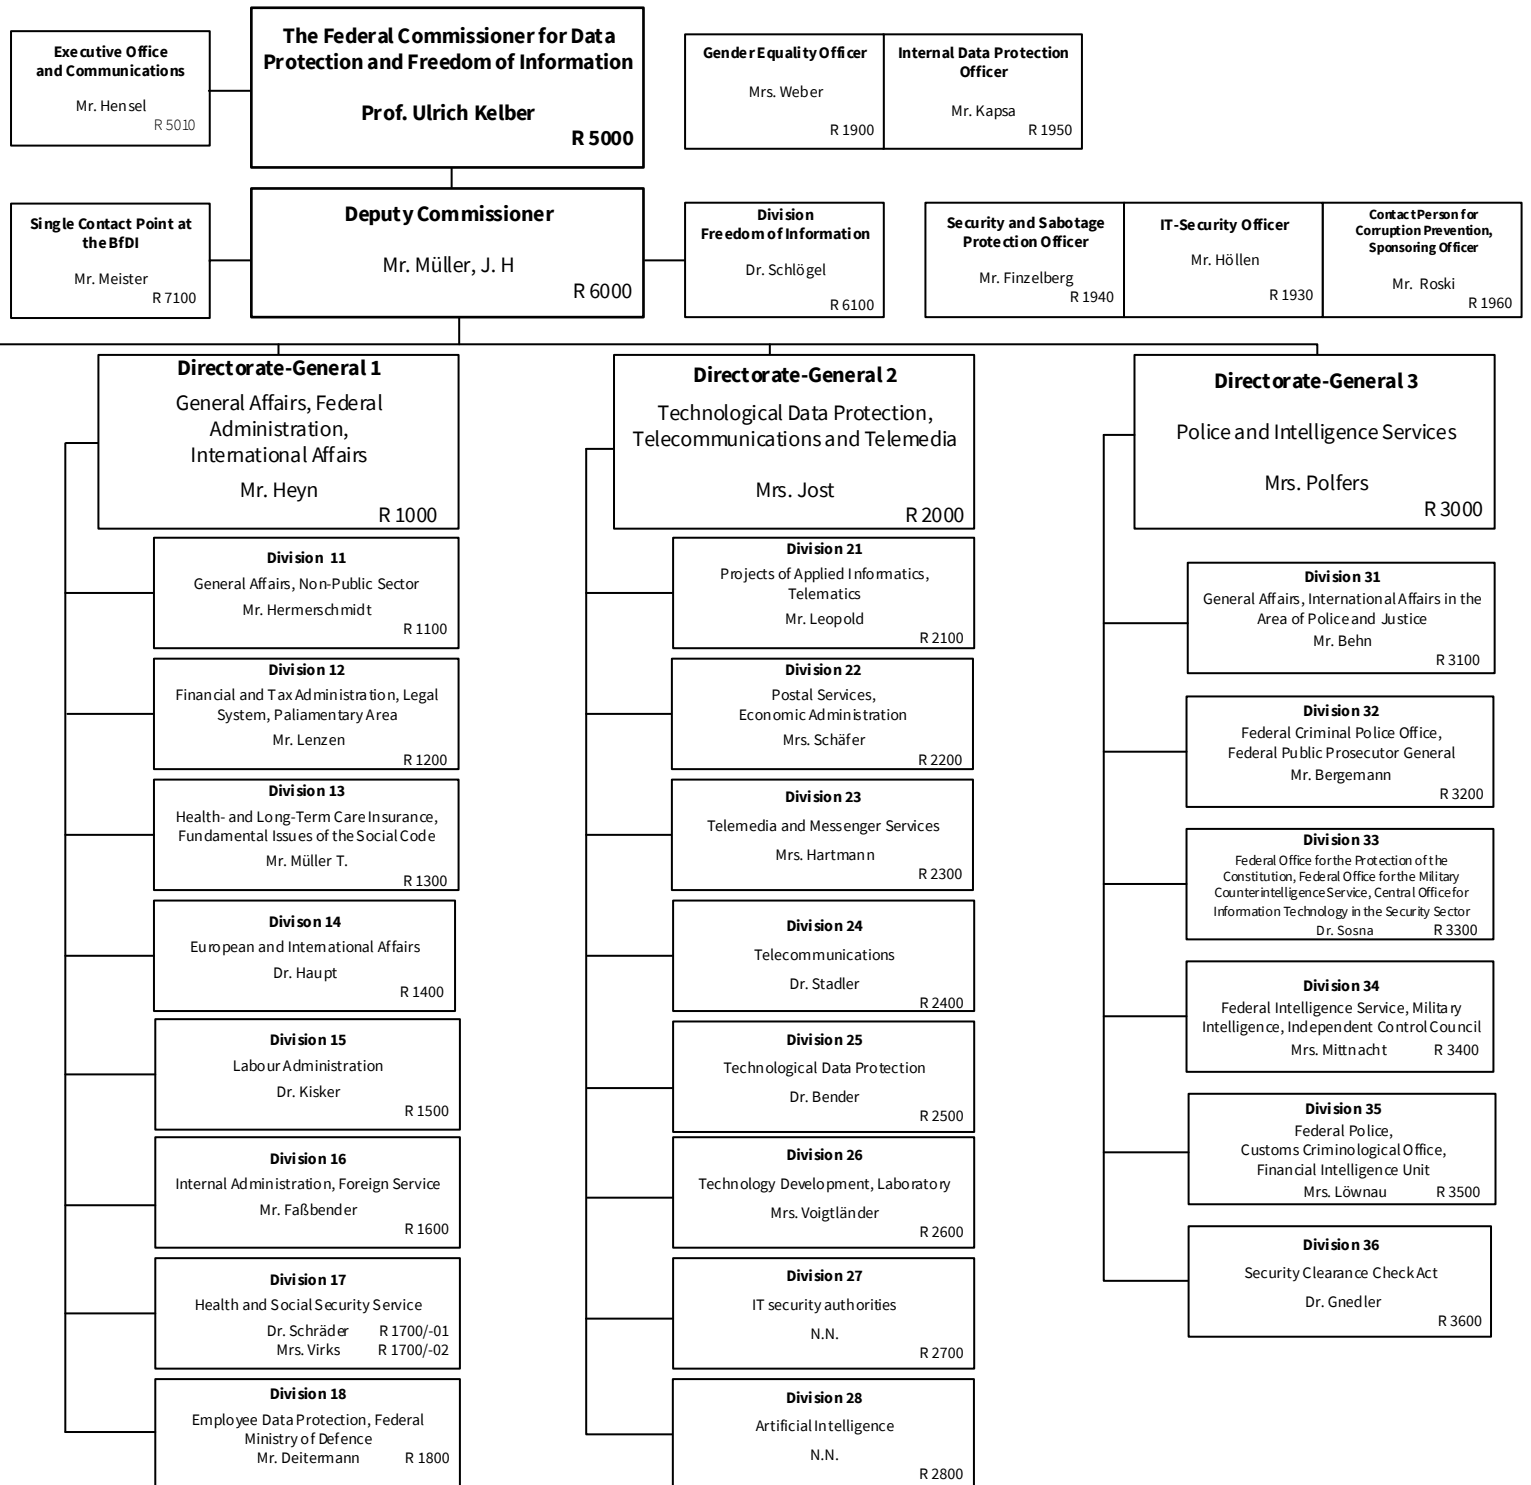 Executive Office
and Communications
Mr. Hensel
R 5010
The Federal Commissioner for Data
Protection and Freedom of Information
Prof. Ulrich Kelber
R 5000
Gender Equality Officer
Mrs. Weber
R 1900
Internal Data Protection
Officer
Mr. Kapsa
R 1950
Single Contact Point at
the BfDI
Mr. Meister
R 7100
Deputy Commissioner
Mr. Müller, J. H
R 6000
Division
Freedom of Information
Dr. Schlögel
R 6100
Security and Sabotage
Protection Officer
Mr. Finzelberg
R 1940
IT-Security Officer
Mr. Höllen
R 1930
Contact Person for
Corruption Prevention,
Sponsoring Officer
Mr. Roski
R 1960
Directorate-General 1
General Affairs, Federal
Administration,
International Affairs
Mr. Heyn
R 1000
Division 11
General Affairs, Non-Public Sector
Mr. Hermerschmidt
R 1100
Division 12
Financial and Tax Administration, Legal
System, Paliamentary Area
Mr. Lenzen
R 1200
Division 13
Health- and Long-Term Care Insurance,
Fundamental Issues of the Social Code
Mr. Müller T.
R 1300
Divison 14
European and International Affairs
Dr. Haupt
R 1400
Division 15
Labour Administration
Dr. Kisker
R 1500
Division 16
Internal Administration, Foreign Service
Mr. Faßbender
R 1600
Division 17
Health and Social Security Service
Dr. Schräder R 1700/-01
Mrs. Virks R 1700/-02
Division 18
Employee Data Protection, Federal
Ministry of Defence
Mr. Deitermann R 1800
Directorate-General 2
Technological Data Protection,
Telecommunications and Telemedia
Mrs. Jost
R 2000
Division 21
Projects of Applied Informatics,
Telematics
Mr. Leopold
R 2100
Division 22
Postal Services,
Economic Administration
Mrs. Schäfer
R 2200
Division 23
Telemedia and Messenger Services
Mrs. Hartmann
R 2300
Division 24
Telecommunications
Dr. Stadler
R 2400
Division 25
Technological Data Protection
Dr. Bender
R 2500
Division 26
Technology Development, Laboratory
Mrs. Voigtländer
R 2600
Division 27
IT security authorities
N.N.
R 2700
Division 28
Artificial Intelligence
N.N.
R 2800
Directorate-General 3
Police and Intelligence Services
Mrs. Polfers
R 3000
Division 31
General Affairs, International Affairs in the
Area of Police and Justice
Mr. Behn
R 3100
Division 32
Federal Criminal Police Office,
Federal Public Prosecutor General
Mr. Bergemann
R 3200
Division 33
Federal Office for the Protection of the
Constitution, Federal Office for the Military
Counterintelligence Service, Central Office for
Information Technology in the Security Sector
Dr. Sosna R 3300
Division 34
Federal Intelligence Service, Military
Intelligence, Independent Control Council
Mrs. Mittnacht R 3400
Division 35
Federal Police,
Customs Criminological Office,
Financial Intelligence Unit
Mrs. Löwnau R 3500
Division 36
Security Clearance Check Act
Dr. Gnedler
R 3600